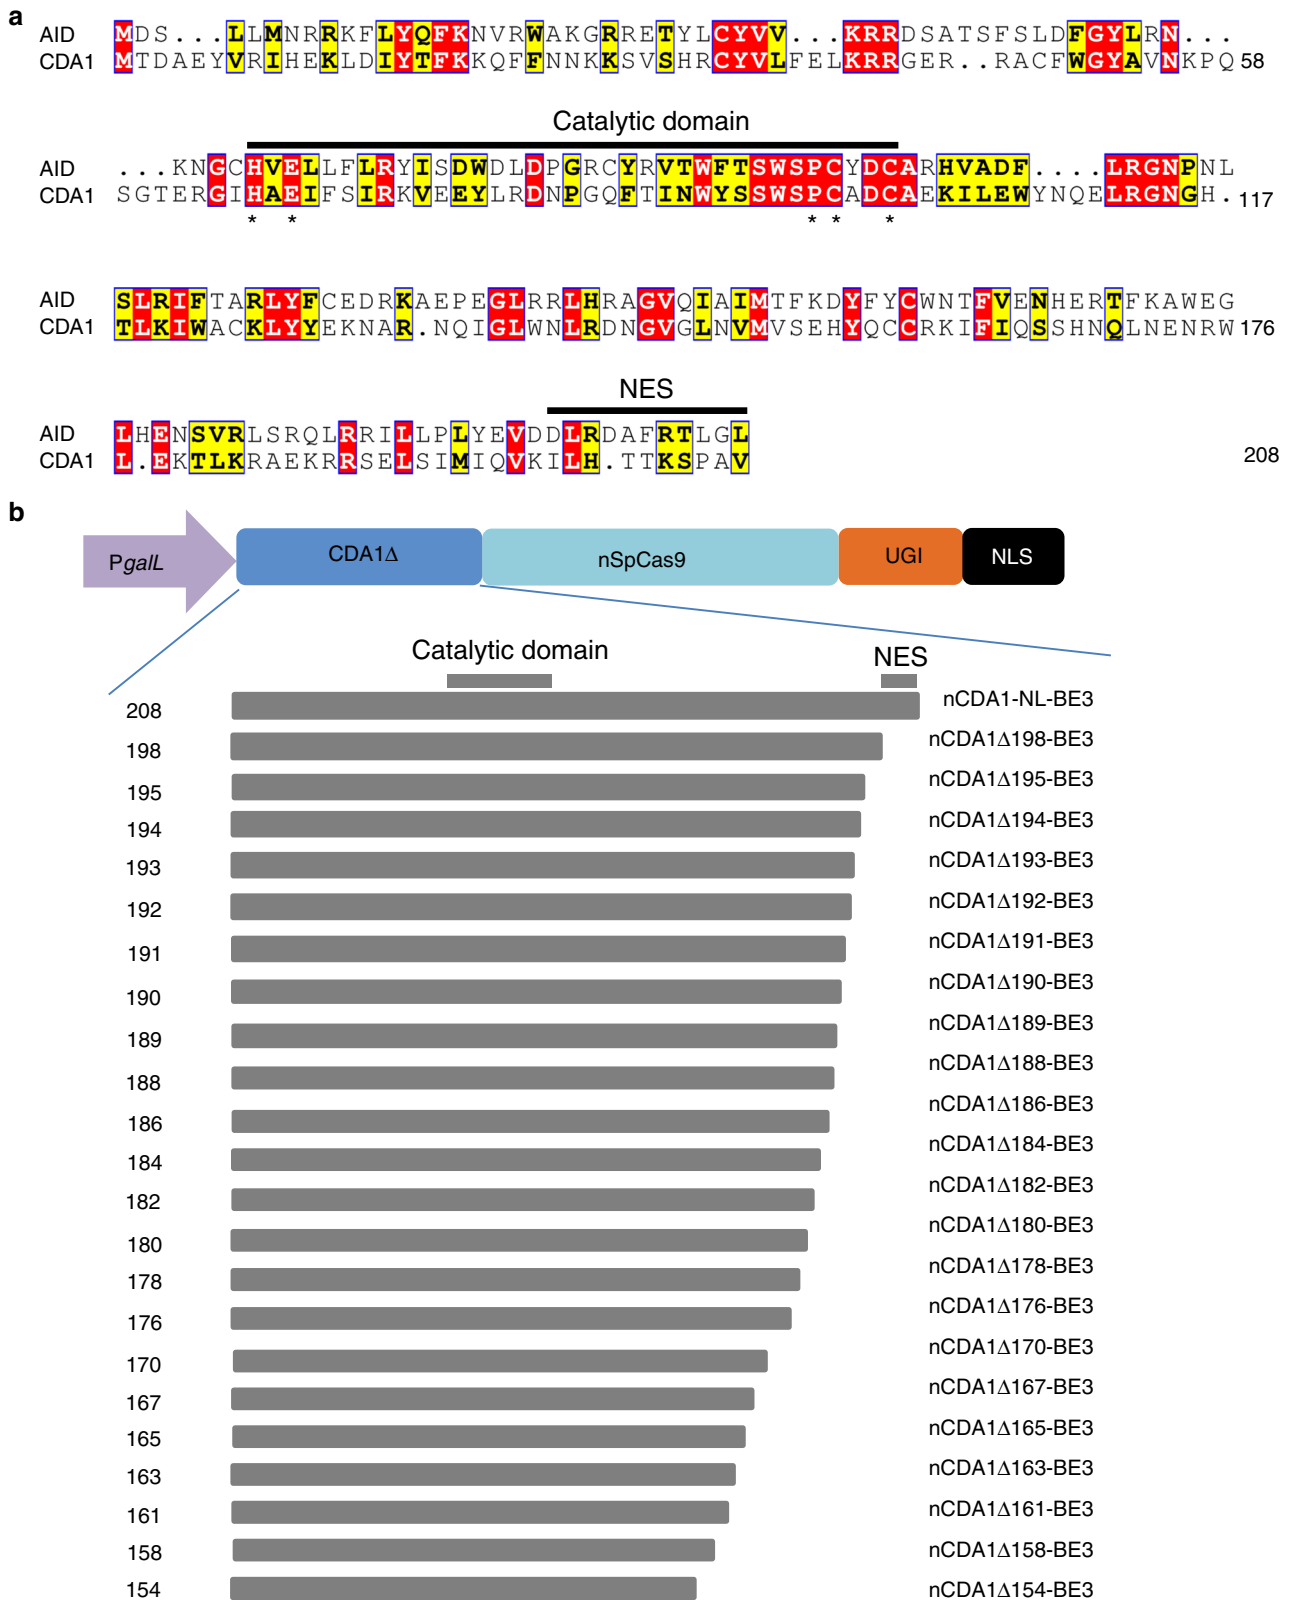 a
AID MDS...LLMNRRKFLYQFKNVRWAKGRRETYLCYVV...KRRDSATSFSLDFGYLRN...
CDA1 MTDAEYVRIHEKLDIYTFKKQFFNNKKSVSHRCYVLFELKRRGER..RACFWGYAVNKPQ 58
Catalytic domain
AID ...KNGCHVELLFLRYISDWDLDPGRCYRVTWFTSWSPCYDCARHVADF....LRGNPNL
CDA1 SGTERGIHAEIFSIRKVEEYLRDNPGQFTINWYSSWSPCADCAEKILEWYNQELRGNGH. 117
* * * * *
AID SLRIFTARLYFCEDRKAEPEGLRRLHRAGVQIAIMTFKDYFYCWNTFVENHERTFKAWEG
CDA1 TLKIWACKLYYEKNAR.NQIGLWNLRDNGVGLNVMVSEHYQCCRKIFIQSSHNQLNENRW 176
NES
AID LHENSVRLSRQLRRILLPLYEVDDLRDAFRTLGL
CDA1 L.EKTLKRAEKRRSELSIMIQVKILH.TTKSPAV 208
b
PgalL CDA1Δ nSpCas9 UGI NLS
Catalytic domain NES
208 nCDA1-NL-BE3
198 nCDA1Δ198-BE3
195 nCDA1Δ195-BE3
194 nCDA1Δ194-BE3
193 nCDA1Δ193-BE3
192 nCDA1Δ192-BE3
191 nCDA1Δ191-BE3
190 nCDA1Δ190-BE3
189 nCDA1Δ189-BE3
188 nCDA1Δ188-BE3
186 nCDA1Δ186-BE3
184 nCDA1Δ184-BE3
182 nCDA1Δ182-BE3
180 nCDA1Δ180-BE3
178 nCDA1Δ178-BE3
176 nCDA1Δ176-BE3
170 nCDA1Δ170-BE3
167 nCDA1Δ167-BE3
165 nCDA1Δ165-BE3
163 nCDA1Δ163-BE3
161 nCDA1Δ161-BE3
158 nCDA1Δ158-BE3
154 nCDA1Δ154-BE3